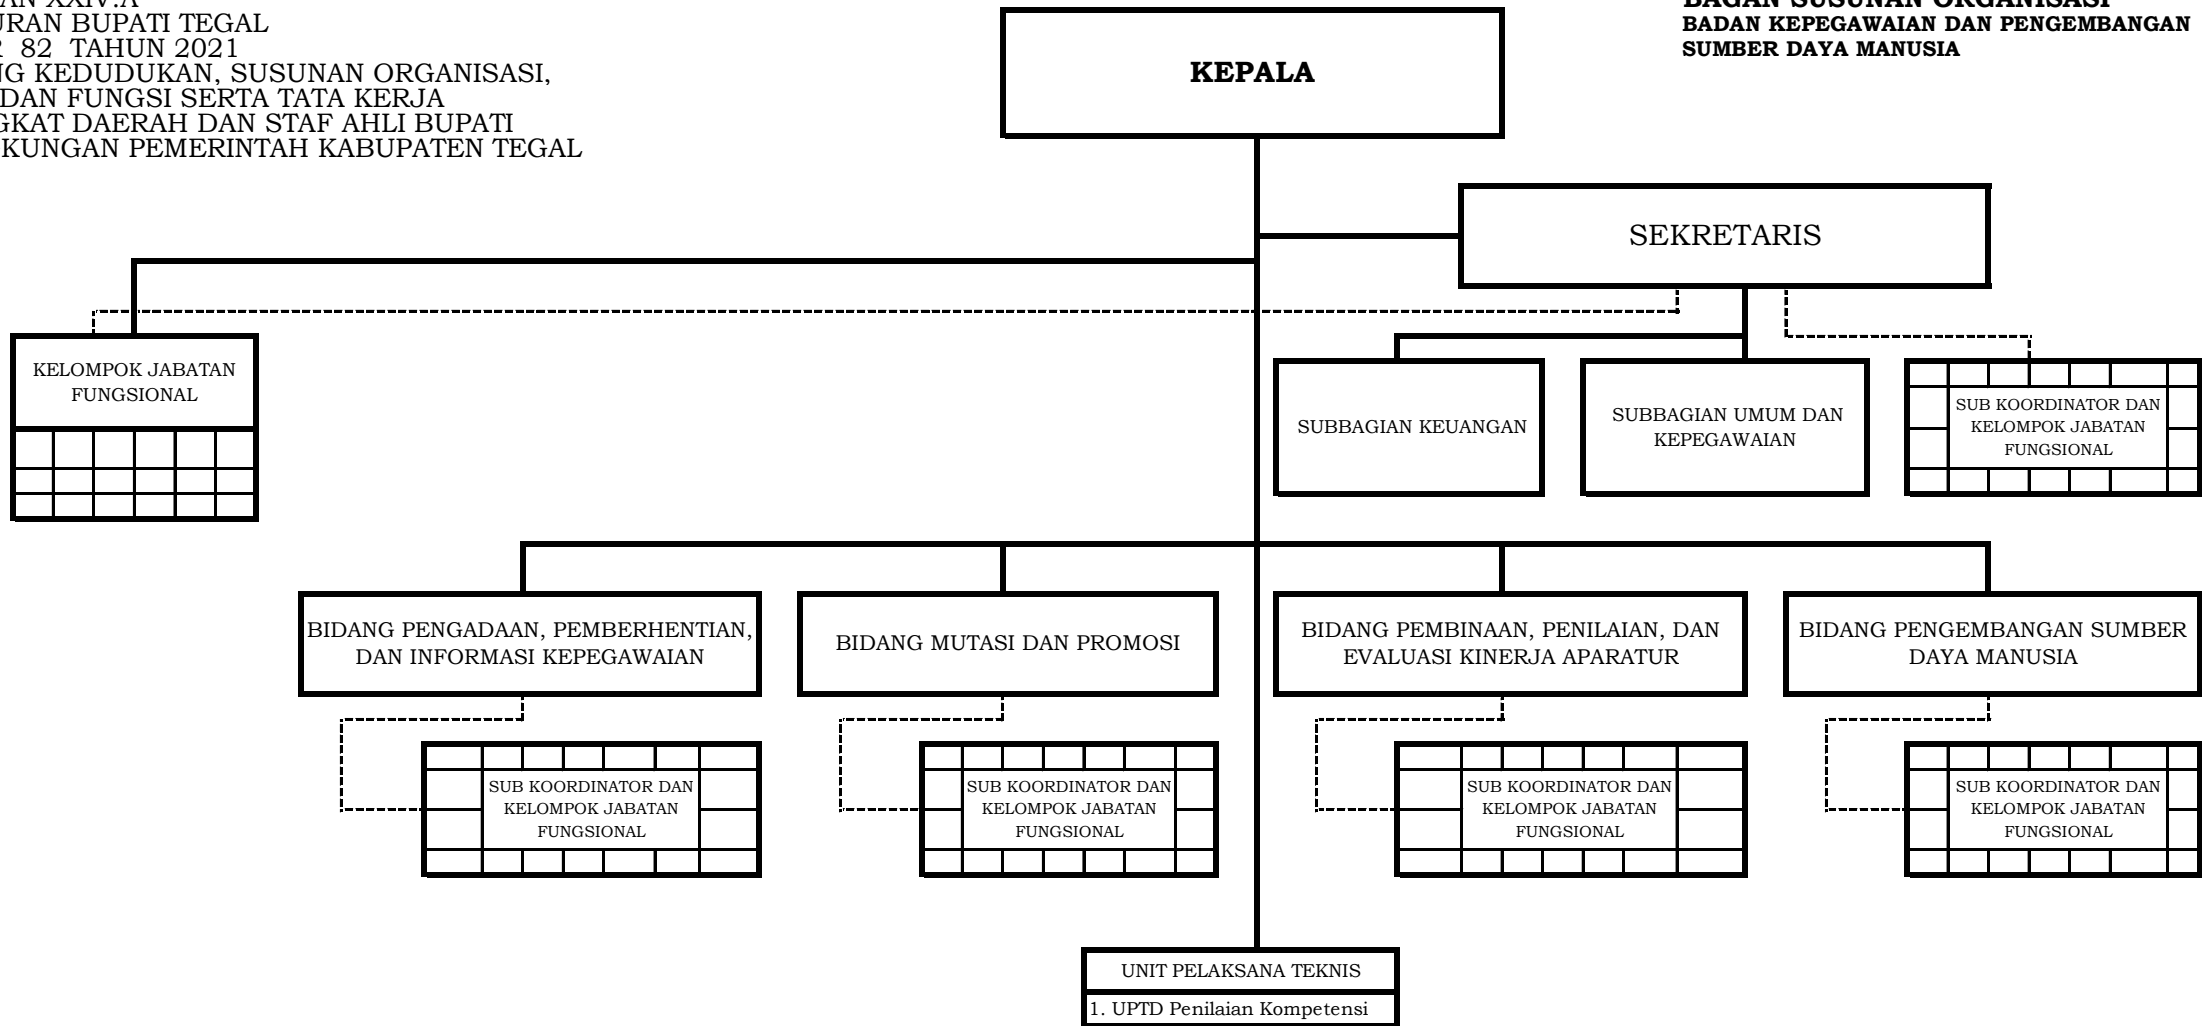 XXIV.A
BUPATI TEGAL
82 TAHUN 2021
KEDUDUKAN, SUSUNAN ORGANISASI,
DAN FUNGSI SERTA TATA KERJA
DAERAH DAN STAF AHLI BUPATI
PEMERINTAH KABUPATEN TEGAL
BAGAN SUSUNAN ORGANISASI
BADAN KEPEGAWAIAN DAN PENGEMBANGAN
SUMBER DAYA MANUSIA
KEPALA
SEKRETARIS
KELOMPOK JABATAN
FUNGSIONAL
SUBBAGIAN KEUANGAN
SUBBAGIAN UMUM DAN
KEPEGAWAIAN
SUB KOORDINATOR DAN
KELOMPOK JABATAN
FUNGSIONAL
BIDANG PENGADAAN, PEMBERHENTIAN,
DAN INFORMASI KEPEGAWAIAN
BIDANG MUTASI DAN PROMOSI
BIDANG PEMBINAAN, PENILAIAN, DAN
EVALUASI KINERJA APARATUR
BIDANG PENGEMBANGAN SUMBER
DAYA MANUSIA
SUB KOORDINATOR DAN
KELOMPOK JABATAN
FUNGSIONAL
SUB KOORDINATOR DAN
KELOMPOK JABATAN
FUNGSIONAL
SUB KOORDINATOR DAN
KELOMPOK JABATAN
FUNGSIONAL
SUB KOORDINATOR DAN
KELOMPOK JABATAN
FUNGSIONAL
UNIT PELAKSANA TEKNIS
1. UPTD Penilaian Kompetensi